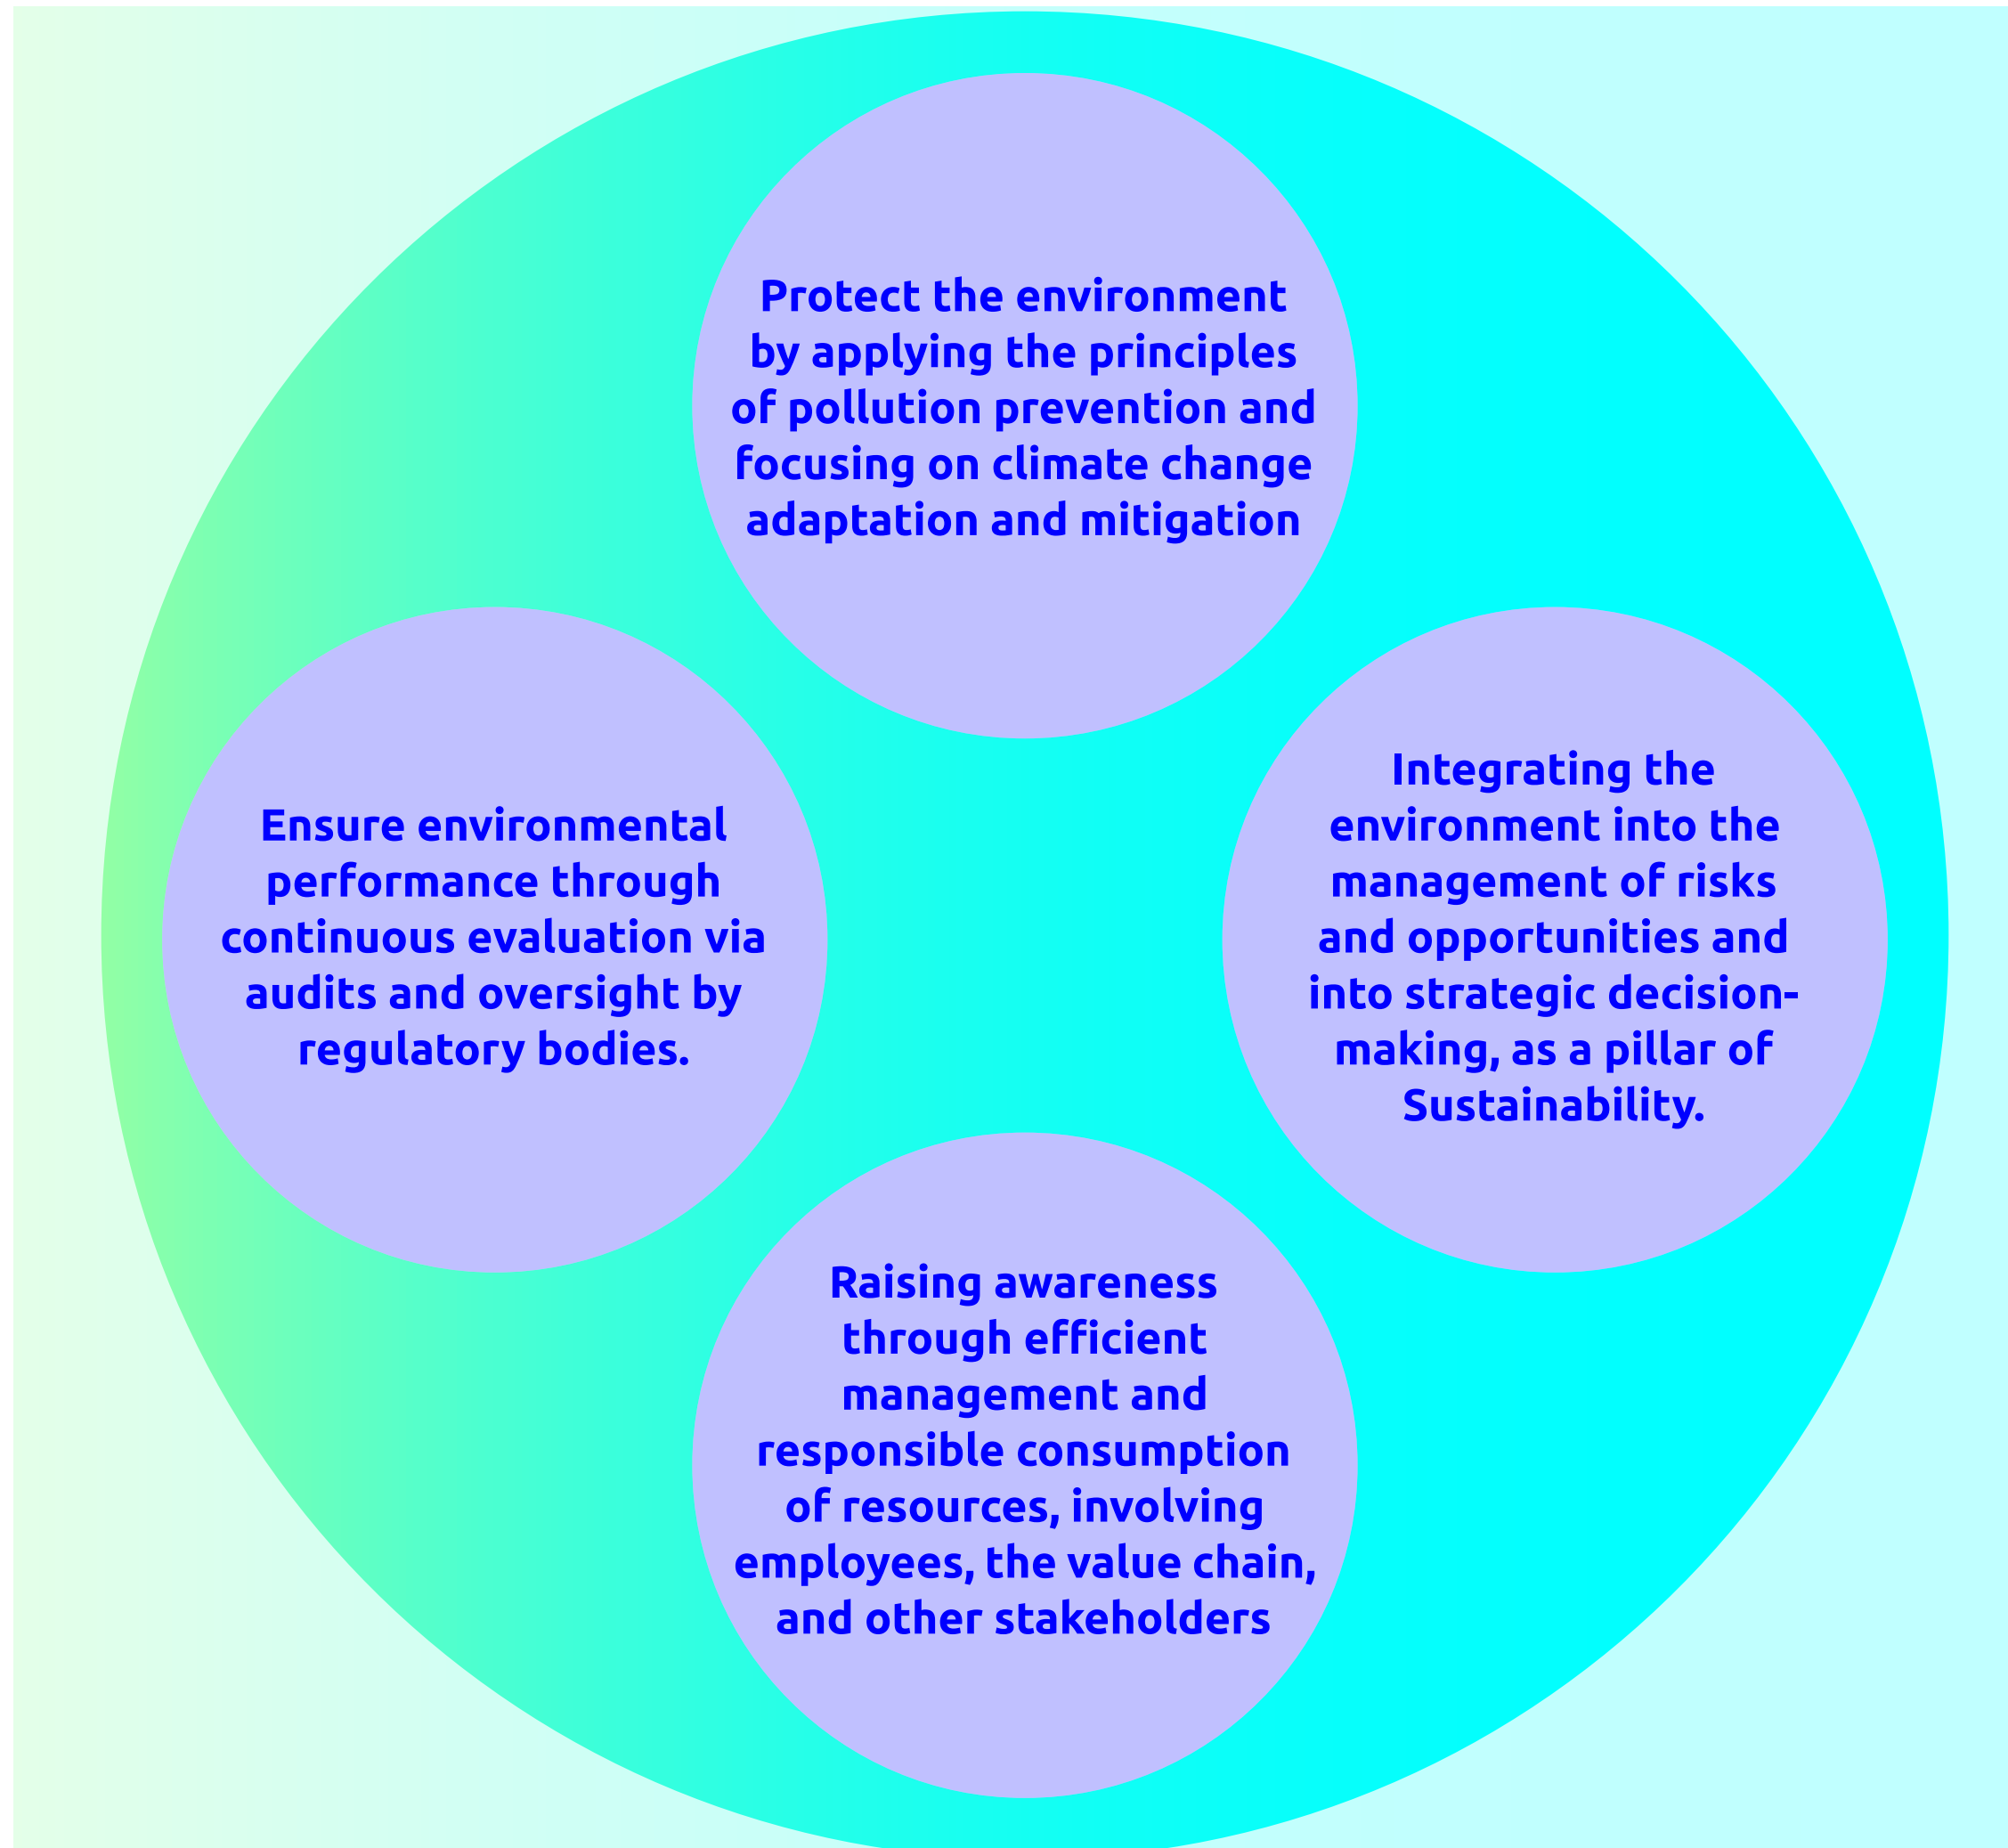 Protect the environment
by applying the principles
of pollution prevention and
focusing on climate change
adaptation and mitigation
Ensure environmental
performance through
continuous evaluation via
audits and oversight by
regulatory bodies.
Integrating the
environment into the
management of risks
and opportunities and
into strategic decision-
making, as a pillar of
Sustainability.
Raising awareness
through efficient
management and
responsible consumption
of resources, involving
employees, the value chain,
and other stakeholders